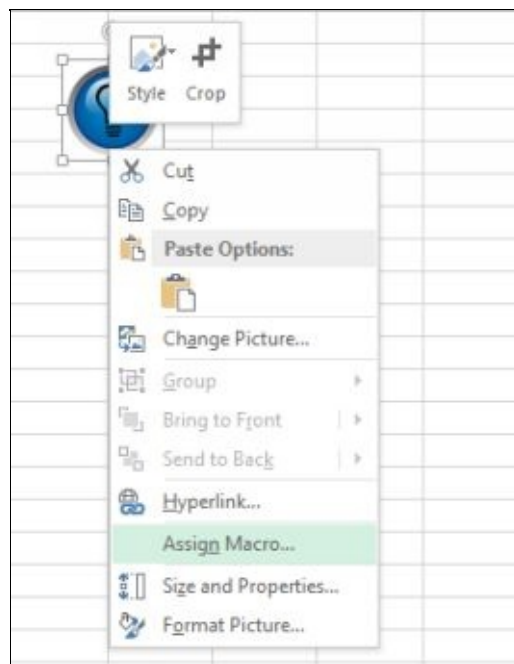 Style Crop
Cut
Copy
Paste Options:
Change Picture...
Group
Bring to Front
Send to Back
Hyperlink...
Assign Macro...
Size and Properties...
Format Picture...